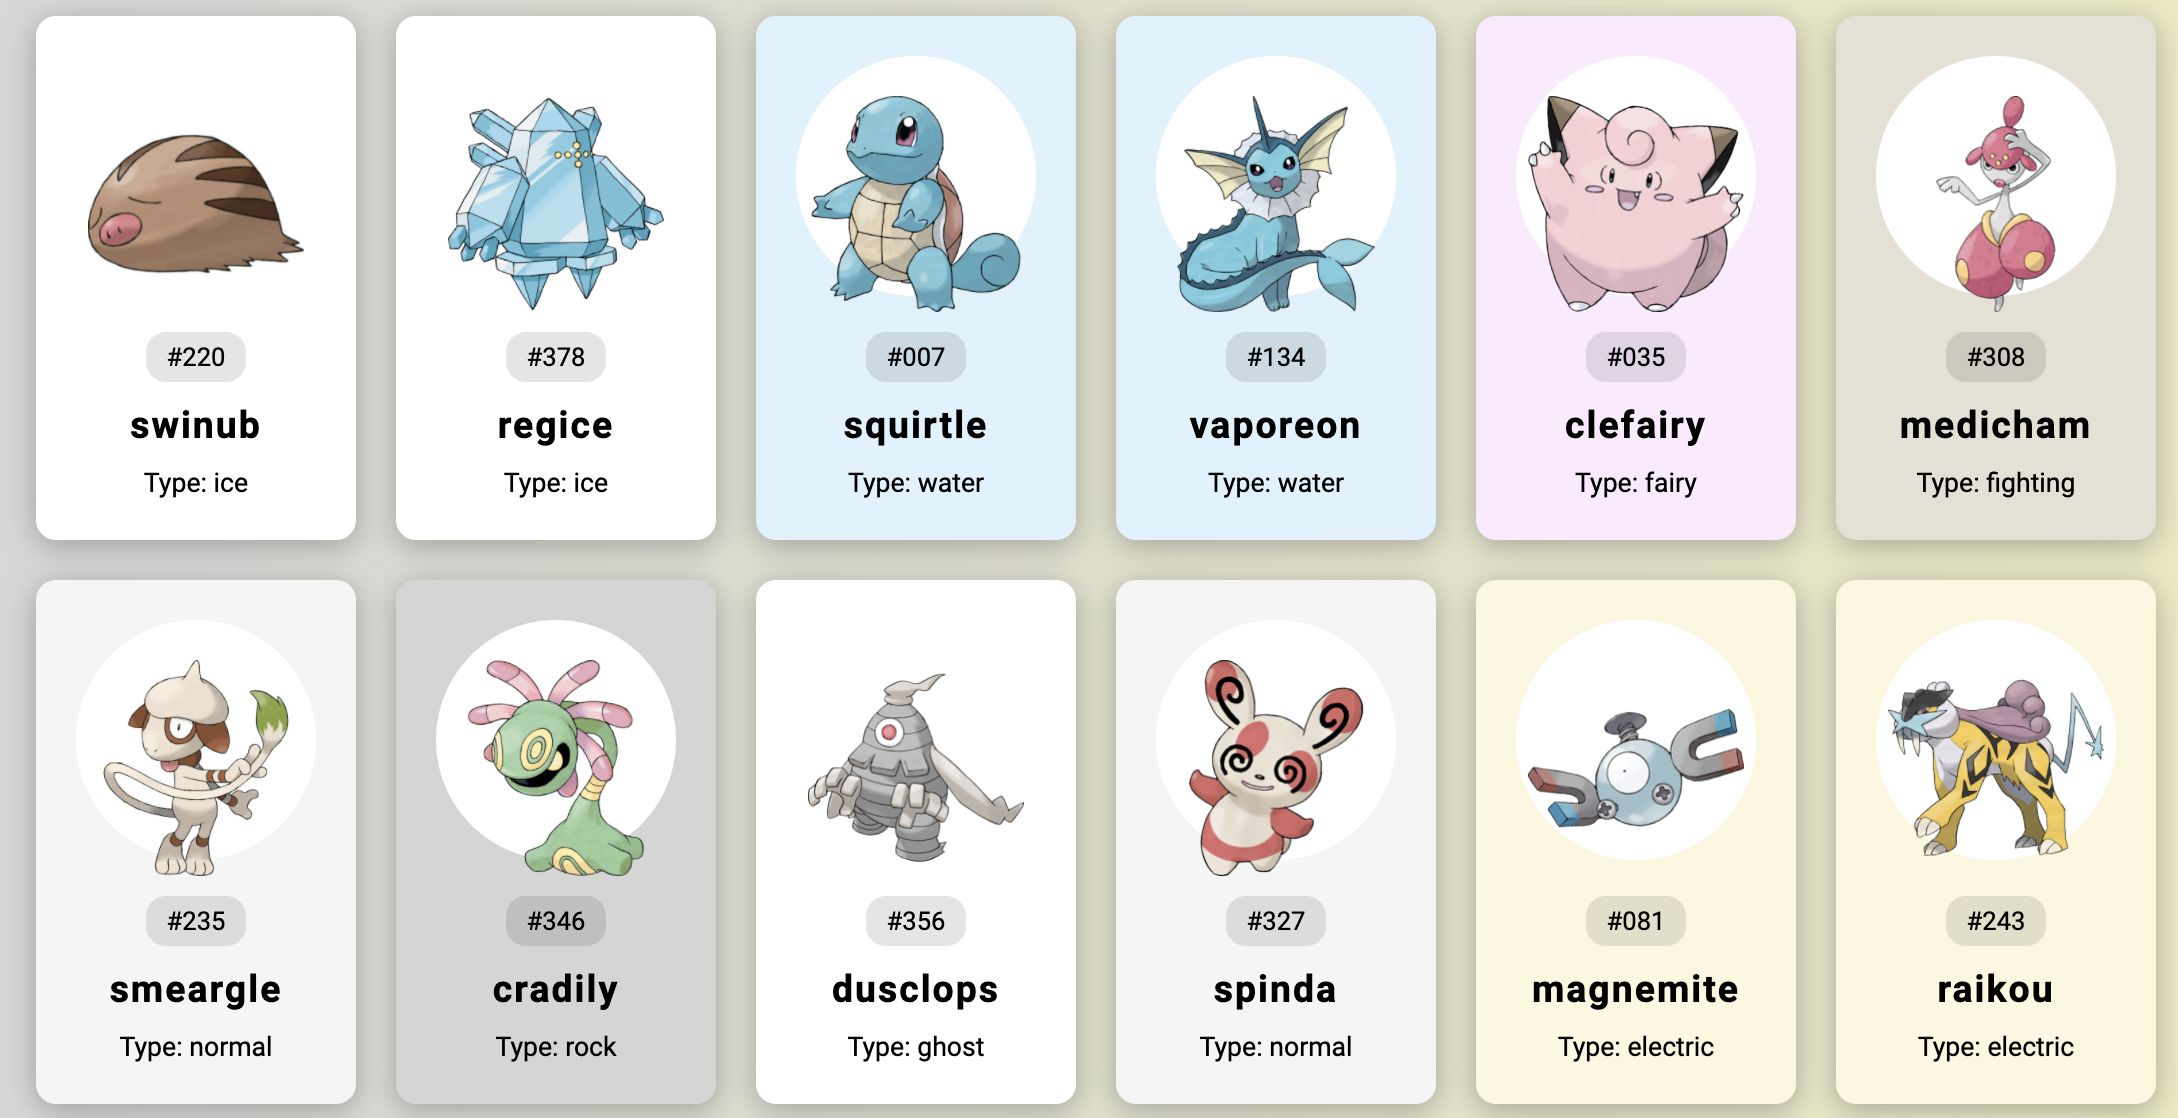 #220
swinub
Type: ice
#378
regice
Type: ice
#007
squirtle
Type: water
#134
vaporeon
Type: water
#035
clefairy
Type: fairy
#308
medicham
Type: fighting
#235
smeargle
Type: normal
#346
cradily
Type: rock
#356
dusclops
Type: ghost
#327
spinda
Type: normal
#081
magnemite
Type: electric
#243
raikou
Type: electric